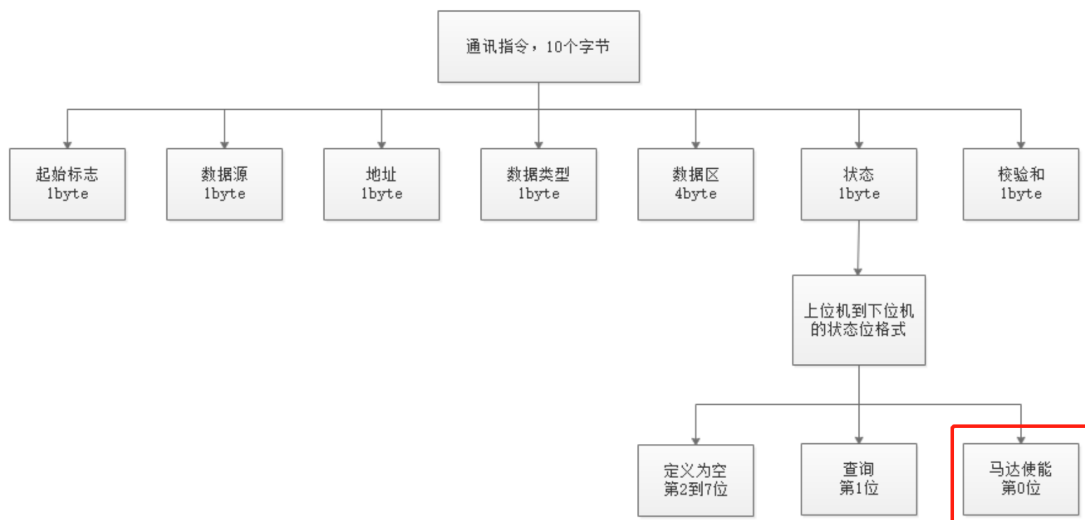 通讯指令，10个字节
起始标志
1byte
数据源
1byte
地址
1byte
数据类型
1byte
数据区
4byte
状态
1byte
校验和
1byte
上位机到下位机
的状态位格式
定义为空
第2到7位
查询
第1位
马达使能
第0位